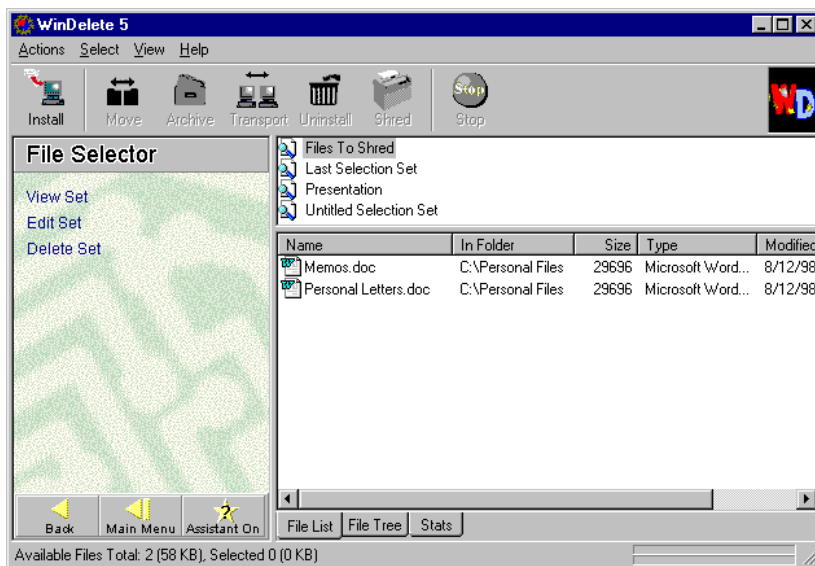 WinDelete 5
Actions Select View Help
Install Move Archive Transport Uninstall Shred Stop Stop WD
File Selector
View Set
Edit Set
Delete Set
Files To Shred
Last Selection Set
Presentation
Untitled Selection Set
Name In Folder Size Type Modified
Memos.doc C:\Personal Files 29696 Microsoft Word... 8/12/98
Personal Letters.doc C:\Personal Files 29696 Microsoft Word... 8/12/98
Back Main Menu Assistant On
File List File Tree Stats
Available Files Total: 2 (58 KB), Selected 0 (0 KB)